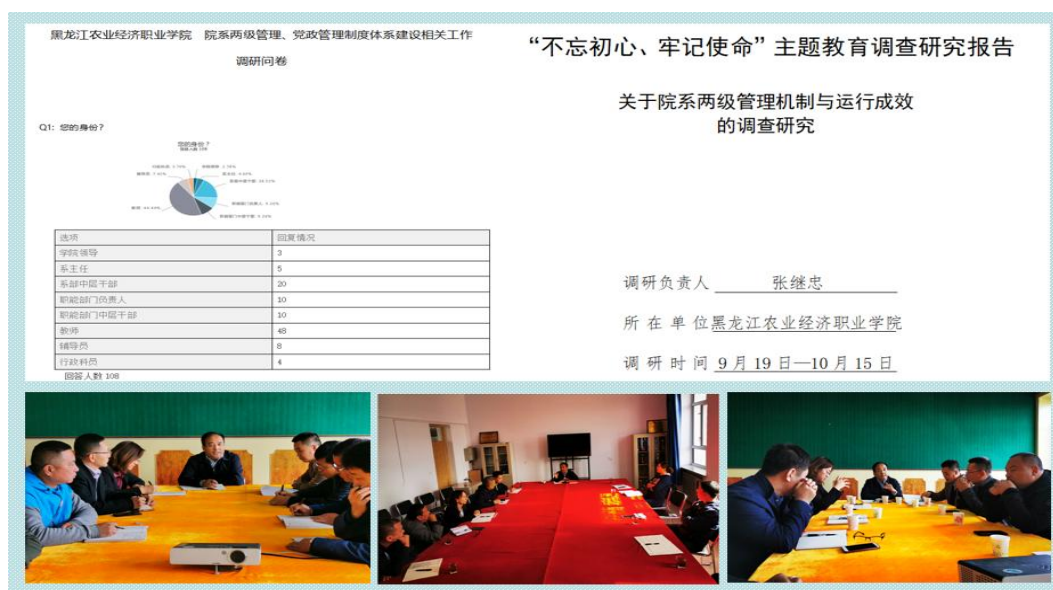 黑龙江农业经济职业学院 院系两级管理、党政管理制度体系建设相关工作
调研问卷
Q1: 您的身份?
您的身份?
选项 回复情况
学院领导 3
系主任 5
系部中层干部 20
职能部门负责人 10
职能部门中层干部 10
教师 48
辅导员 8
行政科员 4
回答人数 108
“不忘初心、牢记使命”主题教育调查研究报告
关于院系两级管理机制与运行成效
的调查研究
调研负责人 张继忠
所在单位黑龙江农业经济职业学院
调研时间 9月19日—10月15日